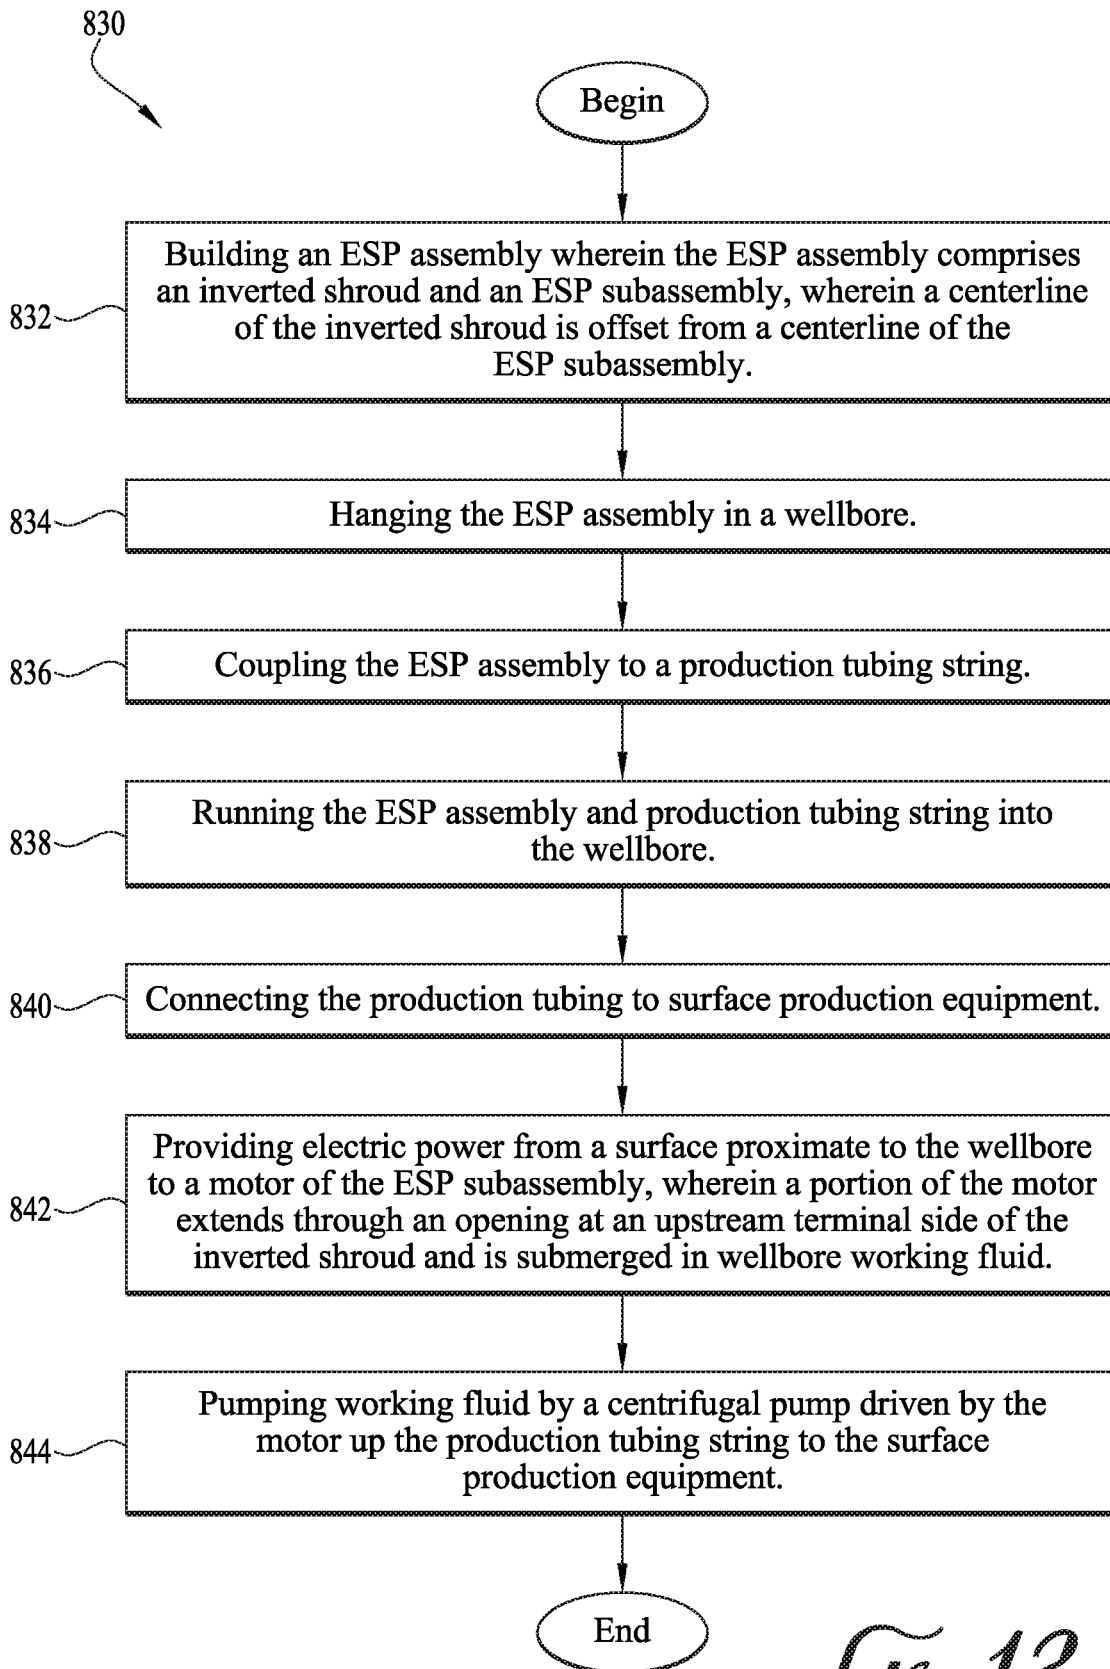 830
Begin
832
Building an ESP assembly wherein the ESP assembly comprises
an inverted shroud and an ESP subassembly, wherein a centerline
of the inverted shroud is offset from a centerline of the
ESP subassembly.
834
Hanging the ESP assembly in a wellbore.
836
Coupling the ESP assembly to a production tubing string.
838
Running the ESP assembly and production tubing string into
the wellbore.
840
Connecting the production tubing to surface production equipment.
842
Providing electric power from a surface proximate to the wellbore
to a motor of the ESP subassembly, wherein a portion of the motor
extends through an opening at an upstream terminal side of the
inverted shroud and is submerged in wellbore working fluid.
844
Pumping working fluid by a centrifugal pump driven by the
motor up the production tubing string to the surface
production equipment.
End